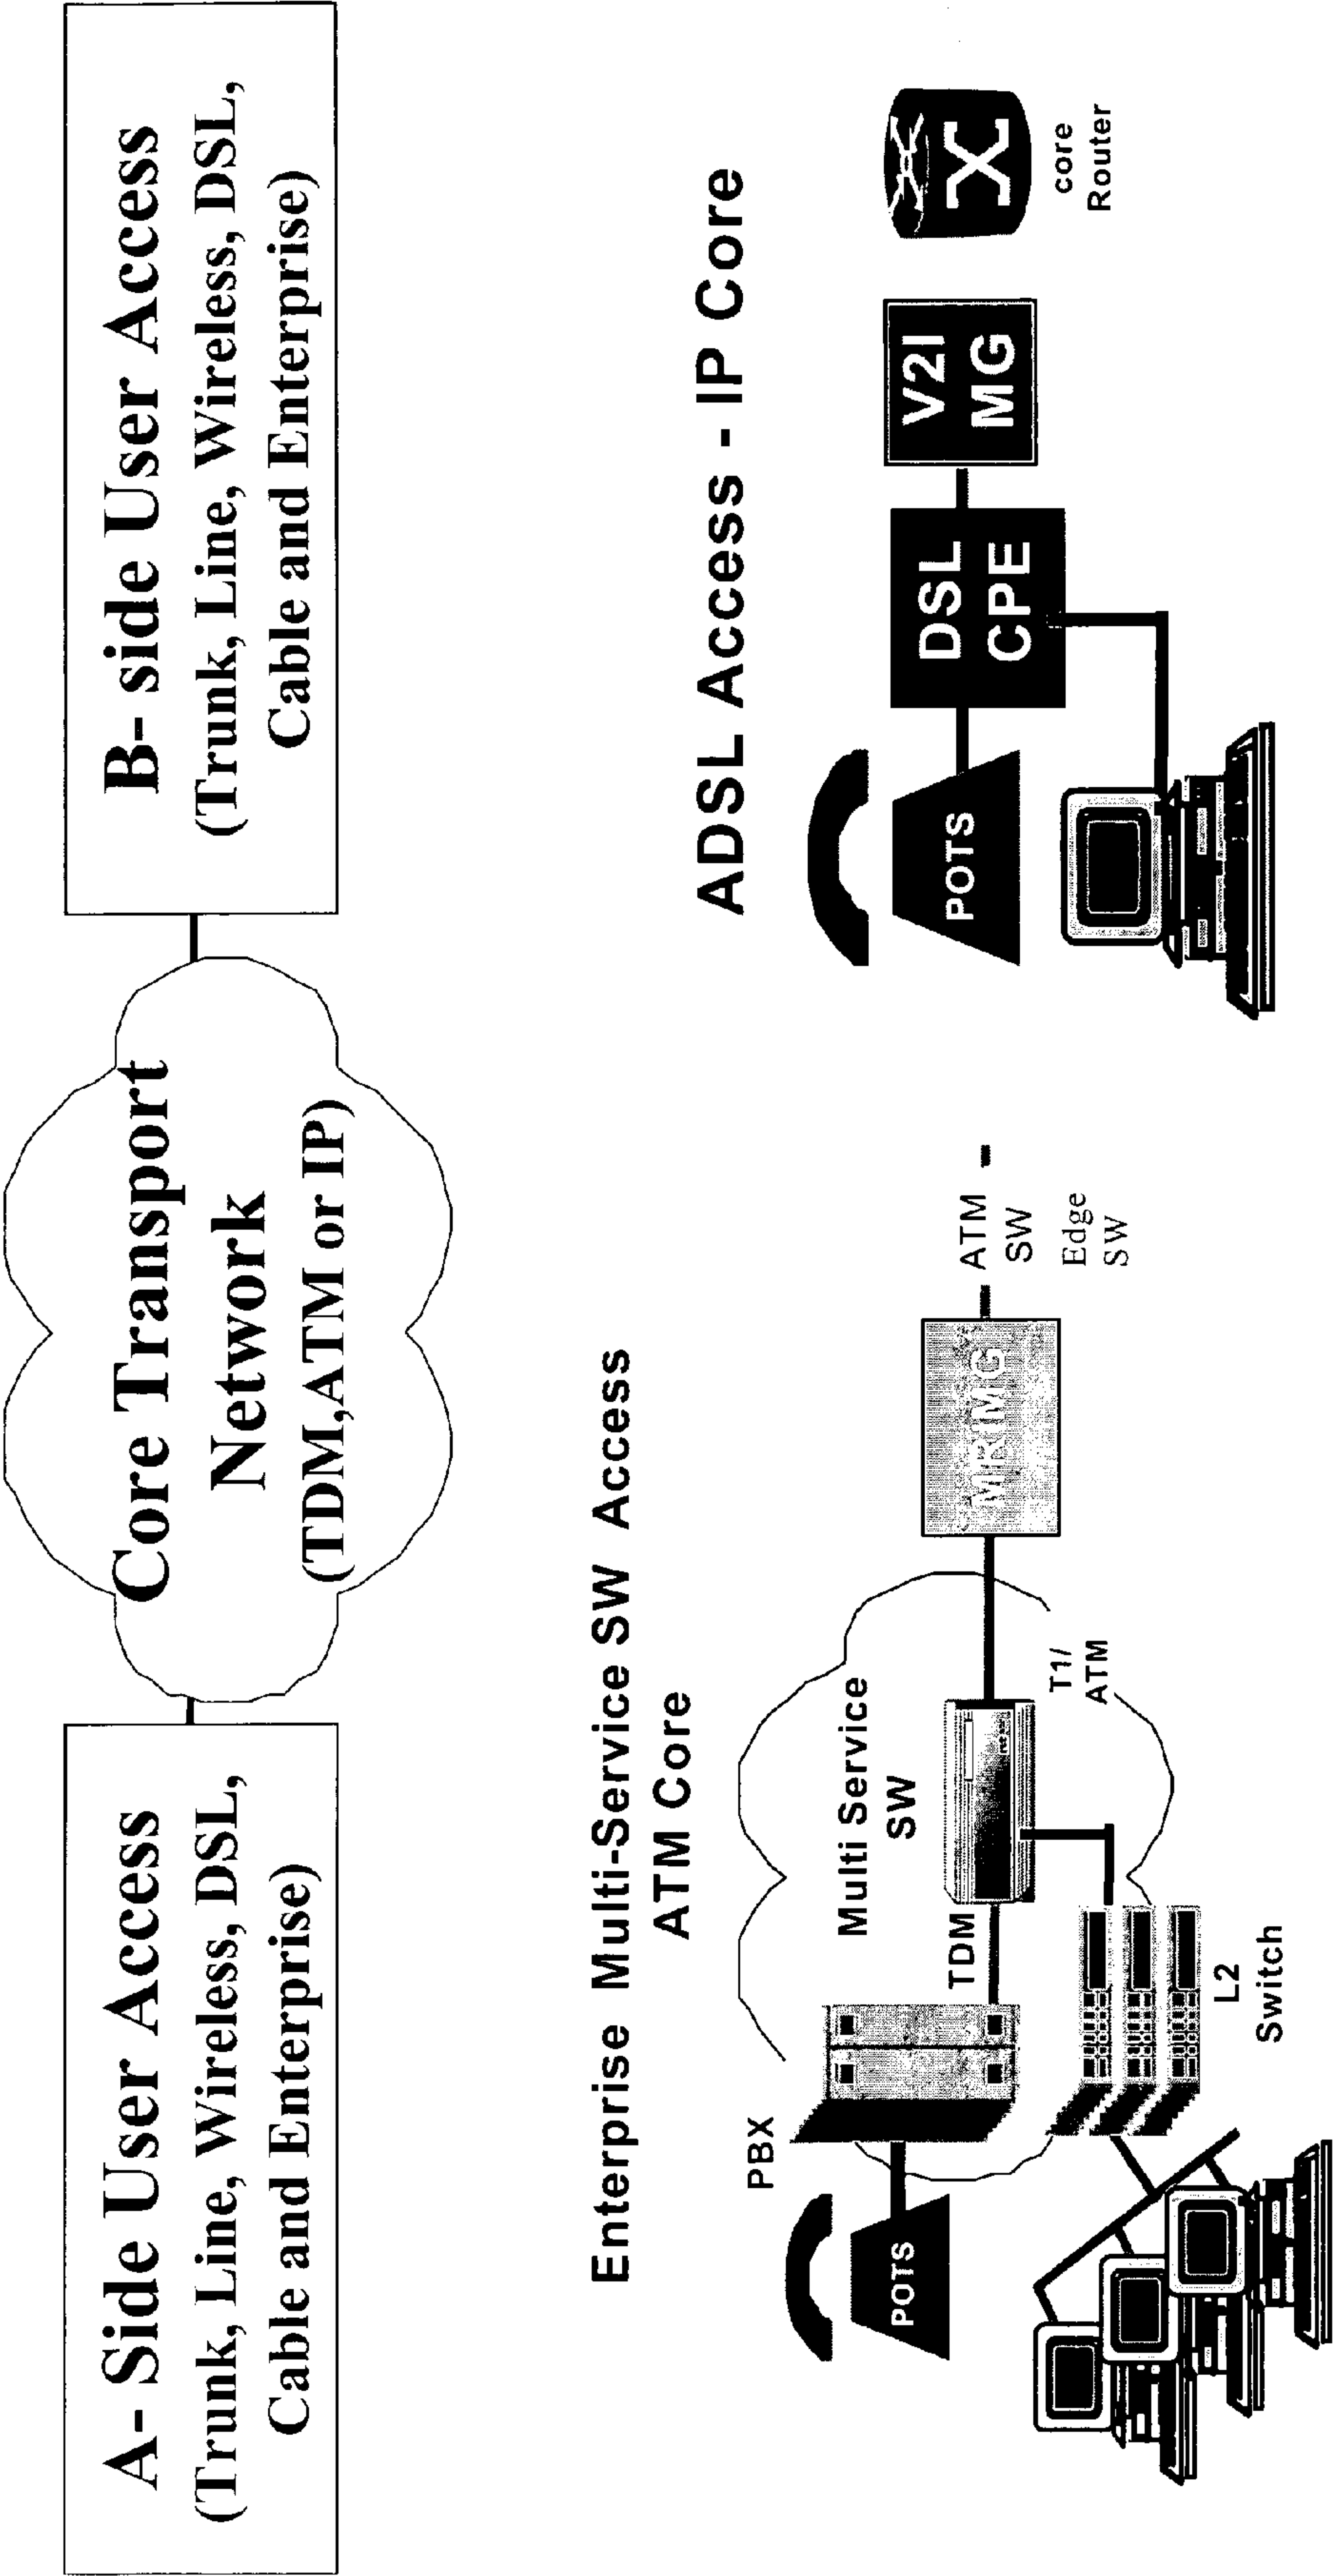 A- Side User Access
(Trunk, Line, Wireless, DSL,
Cable and Enterprise)
Core Transport
Network
(TDM,ATM or IP)
B- side User Access
(Trunk, Line, Wireless, DSL,
Cable and Enterprise)
Enterprise Multi-Service SW Access
ATM Core
PBX
POTS
TDM
Multi Service
SW
T1/
ATM
L2
Switch
MRIMG
ATM
SW
Edge
SW
ADSL Access - IP Core
POTS
DSL
CPE
V2I
MG
core
Router